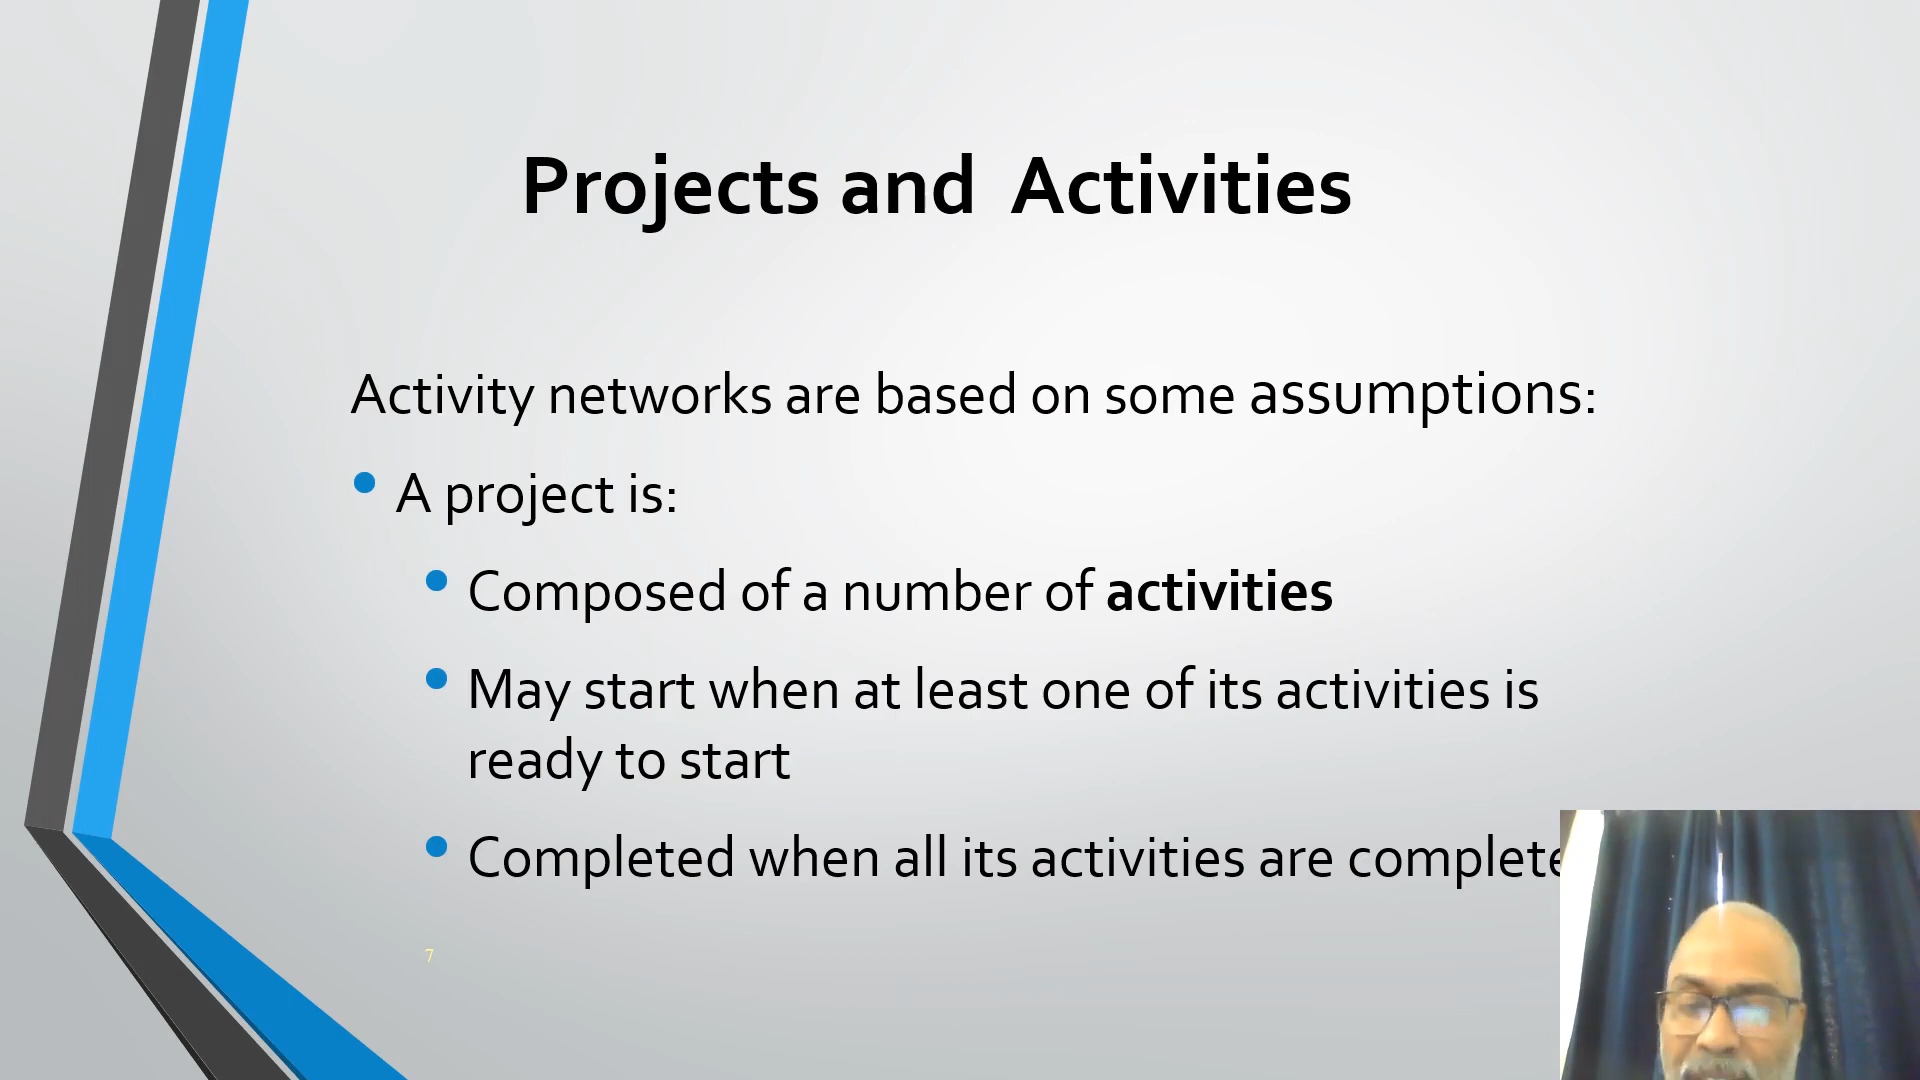 Projects and Activities
Activity networks are based on some assumptions:
• A project is:
• Composed of a number of activities
• May start when at least one of its activities is
ready to start
• Completed when all its activities are complete
7